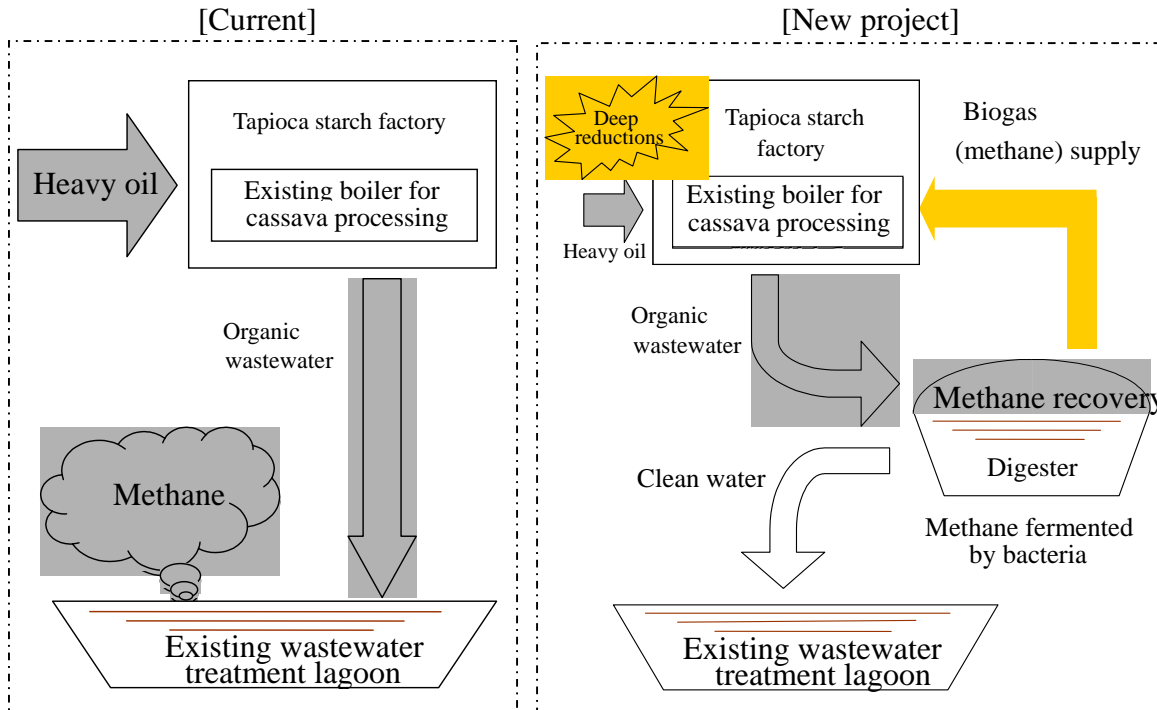 [Current]
Tapioca starch factory
Heavy oil
Existing boiler for
cassava processing
Organic
wastewater
Methane
Existing wastewater
treatment lagoon
[New project]
Deep
reductions
Tapioca starch
factory
Biogas
(methane) supply
Existing boiler for
cassava processing
Heavy oil
Organic
wastewater
Methane recovery
Digester
Clean water
Methane fermented
by bacteria
Existing wastewater
treatment lagoon